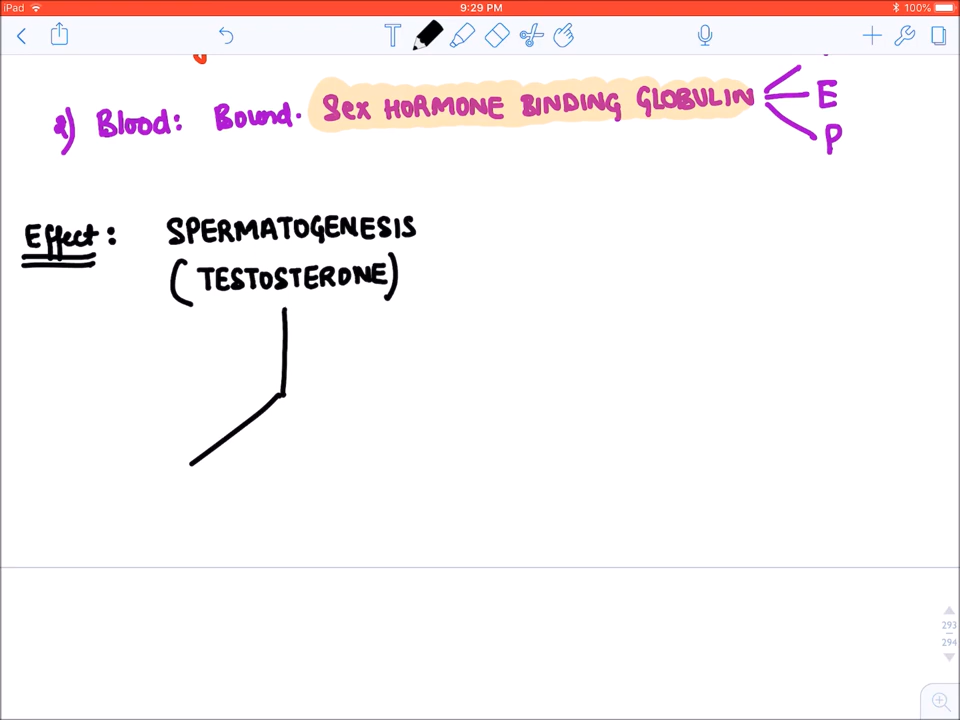 iPad 9:29 PM 100%
T
2) Blood: Bound. Sex HORMONE BINDING GLOBULIN E
P
Effect: SPERMATOGENESIS
(TESTOSTERONE)
293
294